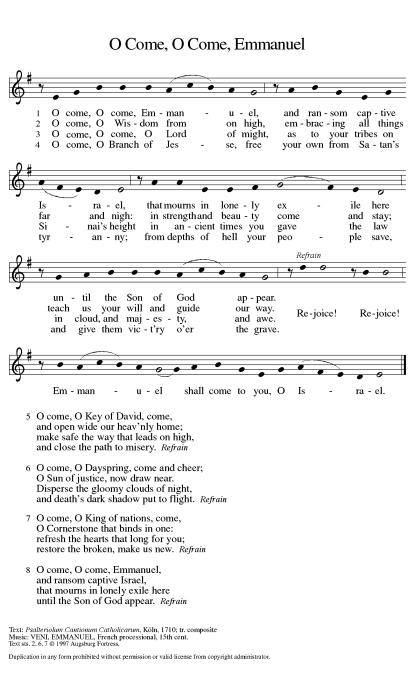 O Come, O Come, Emmanuel
1 O come, O come, Em - man - u - el, and ran - som cap - tive
2 O come, O Wis - dom from on high, em - brac - ing all things
3 O come, O come, O Lord of might, as to your tribes on
4 O come, O Branch of Jes - se, free your own from Sa - tan's
Is - ra - el, that mourns in lone - ly ex - ile here
far and nigh: in strength and beau - ty come and stay;
Si - nai's height in an - cient times you gave the law
tyr - an - ny; from depths of hell your peo - ple save,
Refrain
un - til the Son of God ap - pear. Re - joice! Re - joice!
teach us your will and guide our way.
in cloud, and maj - es - ty, and awe.
and give them vic - t'ry o'er the grave.
Em - man - u - el shall come to you, O Is - ra - el.
5 O come, O Key of David, come,
and open wide our heav'nly home;
make safe the way that leads on high,
and close the path to misery. Refrain
6 O come, O Dayspring, come and cheer;
O Sun of justice, now draw near.
Disperse the gloomy clouds of night,
and death's dark shadow put to flight. Refrain
7 O come, O King of nations, come,
O Cornerstone that binds in one:
refresh the hearts that long for you;
restore the broken, make us new. Refrain
8 O come, O come, Emmanuel,
and ransom captive Israel,
that mourns in lonely exile here
until the Son of God appear. Refrain
Text: Psalteriolum Cantionum Catholicarum, Köln, 1710; tr. composite
Music: VENI, EMMANUEL, French processional, 15th cent.
Text sts. 2, 6, 7 © 1997 Augsburg Fortress.
Duplication in any form prohibited without permission or valid license from copyright administrator.